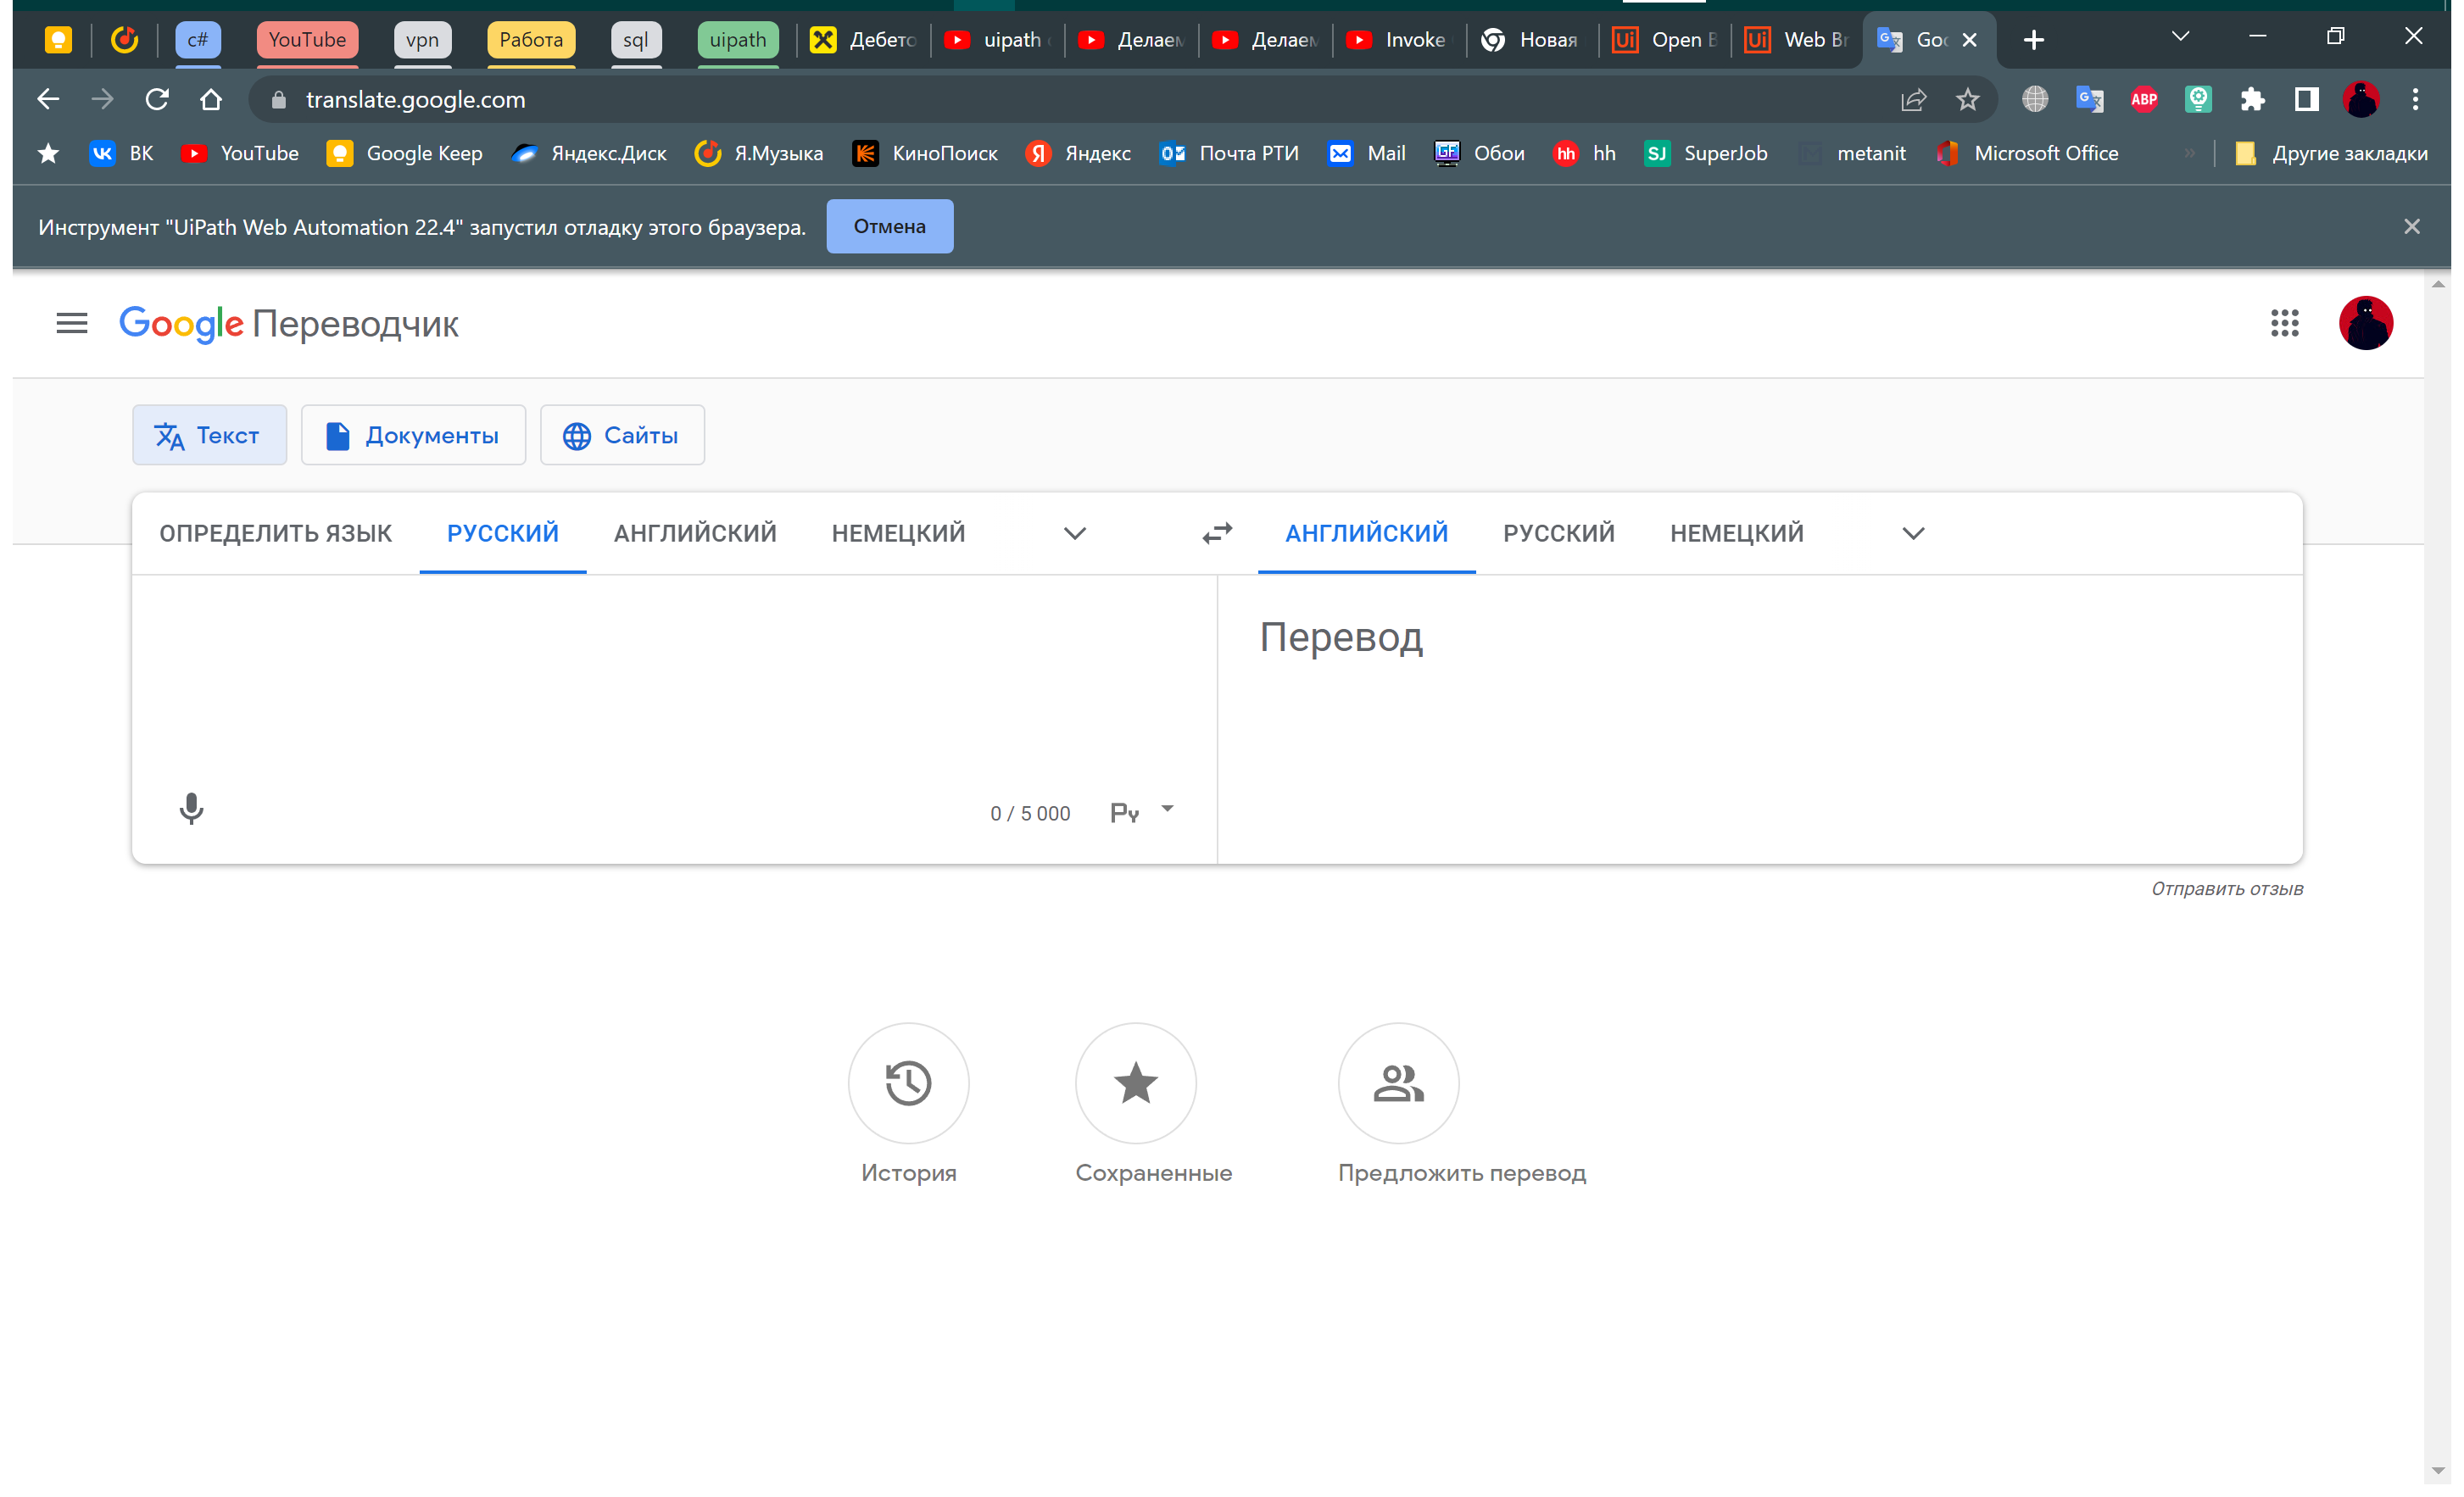 c# YouTube vpn Работа sql uipath Дебето uipath Делаем Делаем Invoke Новая Open Web Br Goo
translate.google.com
ВК YouTube Google Keep Яндекс.Диск Я.Музыка КиноПоиск Яндекс Почта РТИ Mail Обои hh SuperJob metanit Microsoft Office » Другие закладки
Инструмент "UiPath Web Automation 22.4" запустил отладку этого браузера. Отмена
Google Переводчик
Текст Документы Сайты
ОПРЕДЕЛИТЬ ЯЗЫК РУССКИЙ АНГЛИЙСКИЙ НЕМЕЦКИЙ АНГЛИЙСКИЙ РУССКИЙ НЕМЕЦКИЙ
Перевод
0 / 5 000 Ру
Отправить отзыв
История Сохраненные Предложить перевод